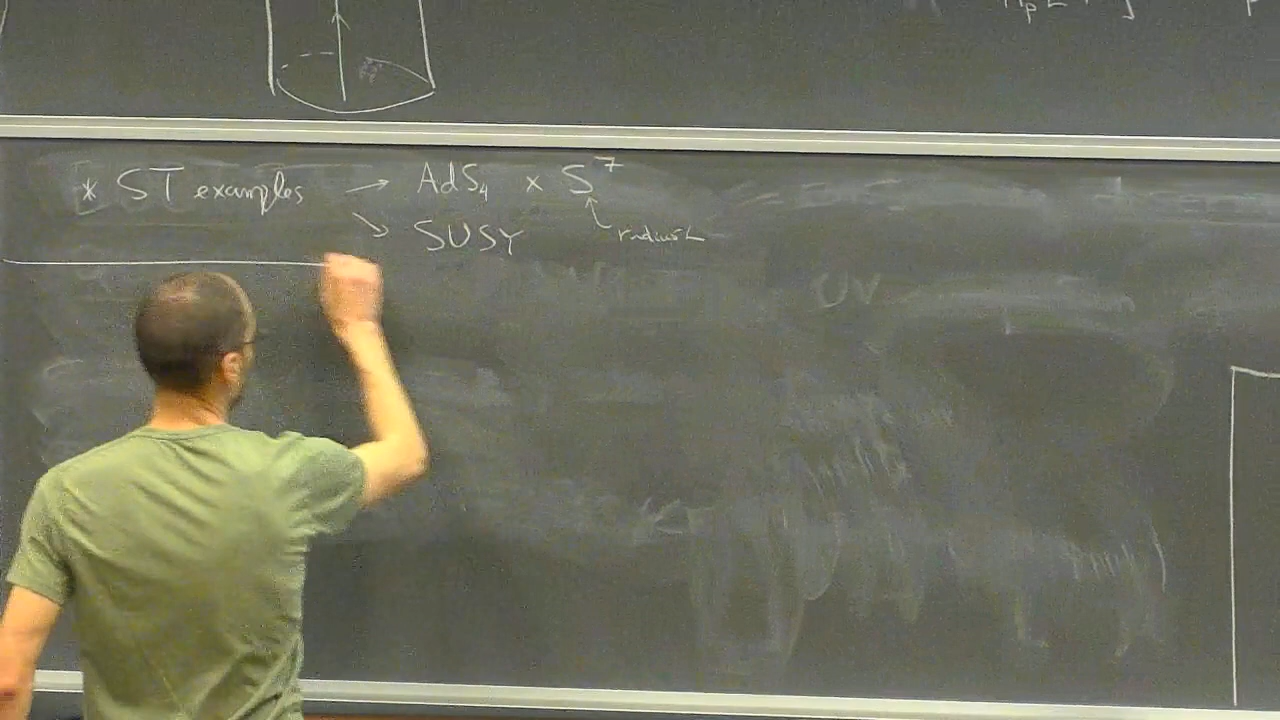 * ST examples → AdS₄ × S⁷
↘ SUSY radius L
UV